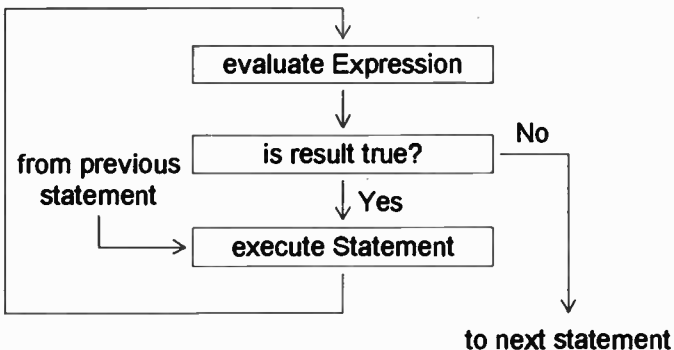 evaluate Expression
is result true?
No
from previous
statement
Yes
execute Statement
to next statement